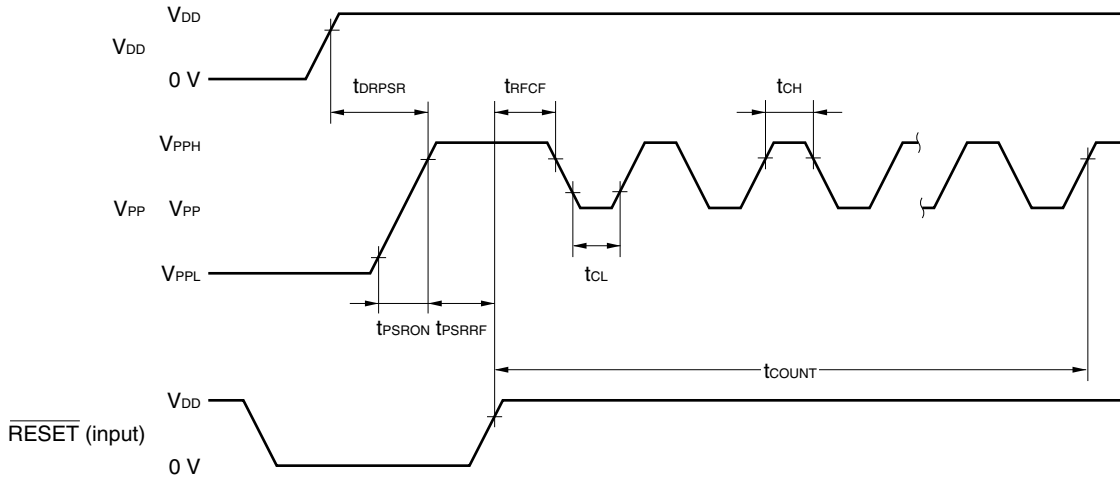 VDD
VDD
0 V
tDRPSR
tRFCF
tCH
VPPH
VPP VPP
tCL
VPPL
tPSRON tPSRRF
tCOUNT
VDD
RESET (input)
0 V